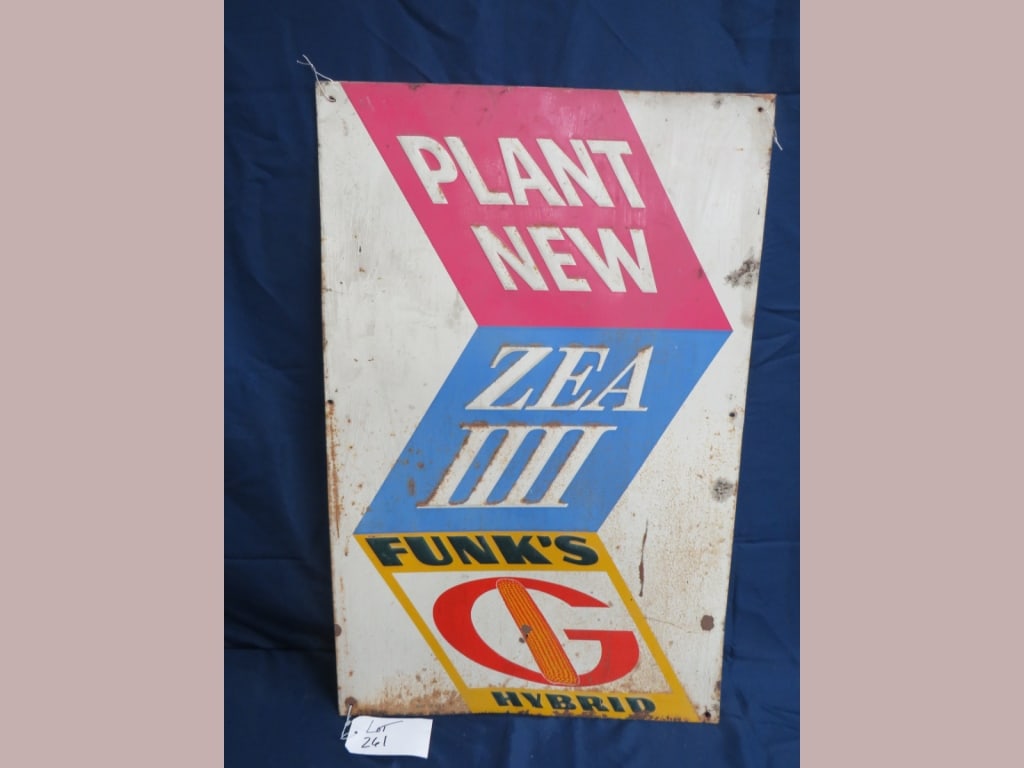 PLANT
NEW
ZEA
IIII
FUNK'S
G
HYBRID
Lot
261